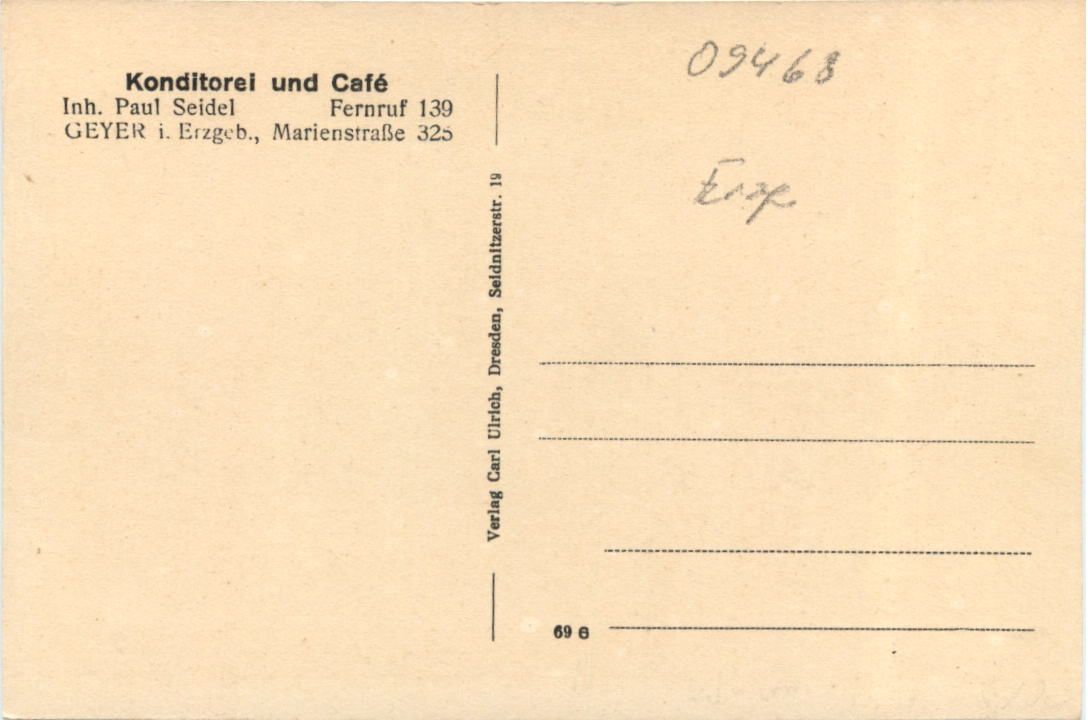 Konditorei und Café
Inh. Paul Seidel Fernruf 139
GEYER i. Erzgeb., Marienstraße 325
Verlag Carl Ulrich, Dresden, Seidnitzerstr. 19
09468
69 6